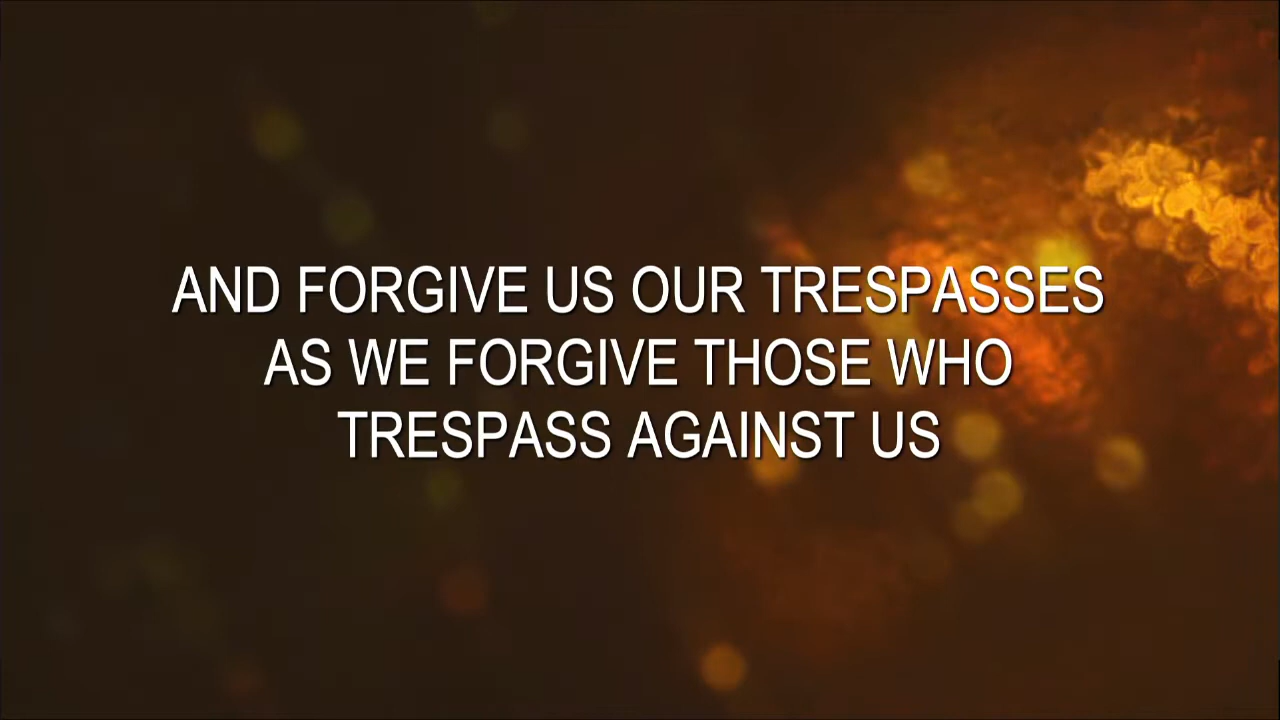 AND FORGIVE US OUR TRESPASSES
AS WE FORGIVE THOSE WHO
TRESPASS AGAINST US